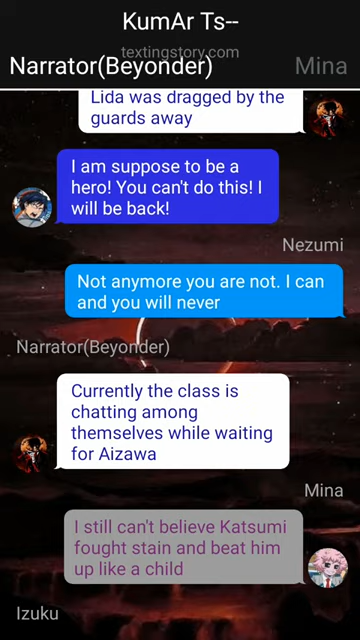 KumAr Ts--
textingstory.com
Narrator(Beyonder)
Mina
Lida was dragged by the
guards away
I am suppose to be a
hero! You can't do this! I
will be back!
Nezumi
Not anymore you are not. I can
and you will never
Narrator(Beyonder)
Currently the class is
chatting among
themselves while waiting
for Aizawa
Mina
I still can't believe Katsumi
fought stain and beat him
up like a child
Izuku